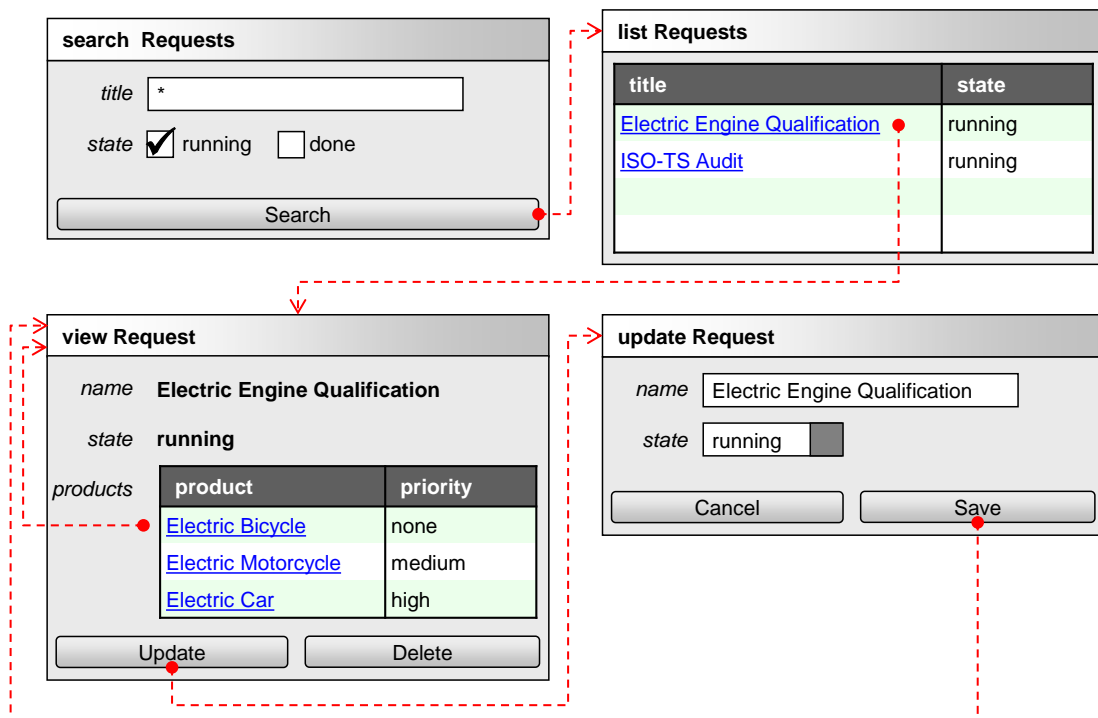 search  Requests
title *
state running done
Search
list Requests
title state
Electric Engine Qualification running
ISO-TS Audit running
view Request
name Electric Engine Qualification
state running
products product priority
Electric Bicycle none
Electric Motorcycle medium
Electric Car high
Update Delete
update Request
name Electric Engine Qualification
state running
Cancel Save